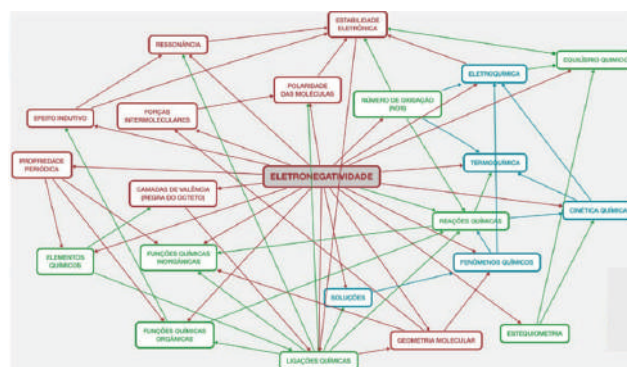 ESTABILIDADE
ELETRÔNICA
RESSONÂNCIA
EQUILÍBRIO QUÍMICO
ELETROQUÍMICA
POLARIDADE
DAS MOLÉCULAS
NÚMERO DE OXIDAÇÃO
(NOX)
EFEITO INDUTIVO
FORÇAS
INTERMOLECULARES
PROPRIEDADE
PERIÓDICA
TERMOQUÍMICA
ELETRONEGATIVIDADE
CAMADAS DE VALÊNCIA
(REGRA DO OCTETO)
CINÉTICA QUÍMICA
REAÇÕES QUÍMICAS
ELEMENTOS
QUÍMICOS
FUNÇÕES QUÍMICAS
INORGÂNICAS
FENÔMENOS QUÍMICOS
SOLUÇÕES
FUNÇÕES QUÍMICAS
ORGÂNICAS
GEOMETRIA MOLECULAR
ESTEQUIOMETRIA
LIGAÇÕES QUÍMICAS